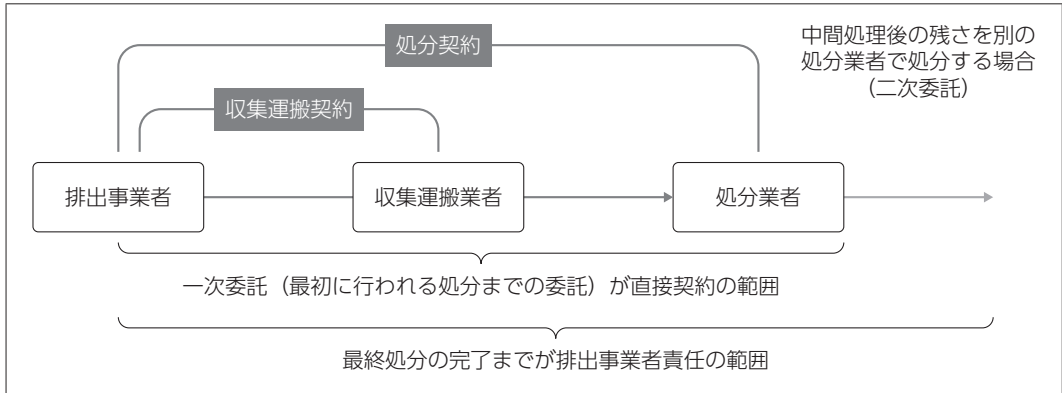 処分契約
中間処理後の残さを別の
処分業者で処分する場合
（二次委託）
収集運搬契約
排出事業者
収集運搬業者
処分業者
一次委託（最初に行われる処分までの委託）が直接契約の範囲
最終処分の完了までが排出事業者責任の範囲